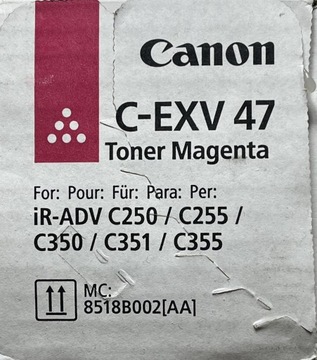 Canon
C-EXV 47
Toner Magenta
For: Pour: Für: Para: Per:
iR-ADV C250 / C255 /
C350 / C351 / C355
MC:
8518B002[AA]